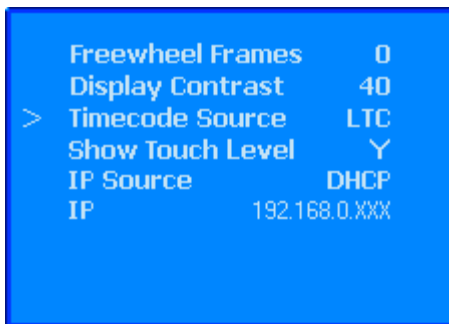 Freewheel Frames 0
Display Contrast 40
> Timecode Source LTC
Show Touch Level Y
IP Source DHCP
IP 192.168.0.XXX